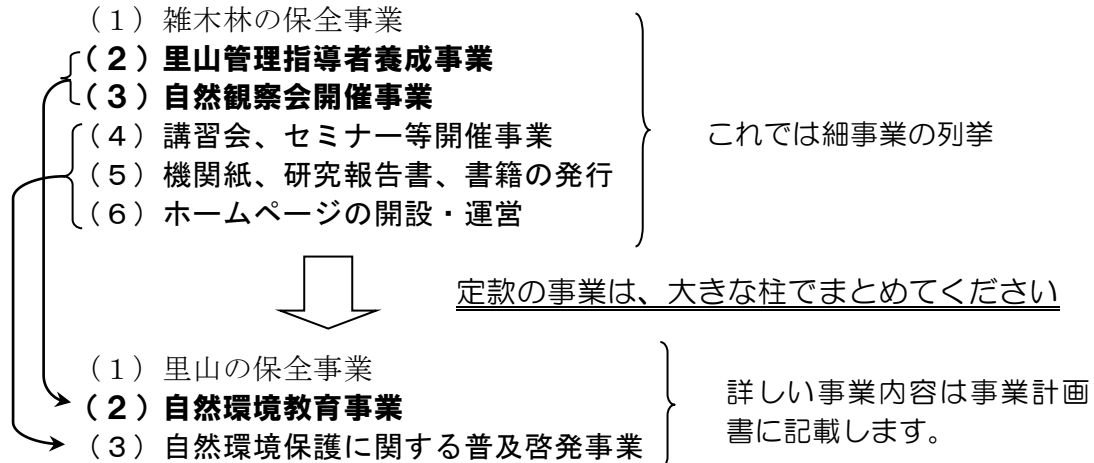 （１）雑木林の保全事業
（２）里山管理指導者養成事業
（３）自然観察会開催事業
（４）講習会、セミナー等開催事業
（５）機関紙、研究報告書、書籍の発行
（６）ホームページの開設・運営
これでは細事業の列挙
定款の事業は、大きな柱でまとめてください
（１）里山の保全事業
（２）自然環境教育事業
（３）自然環境保護に関する普及啓発事業
詳しい事業内容は事業計画
書に記載します。